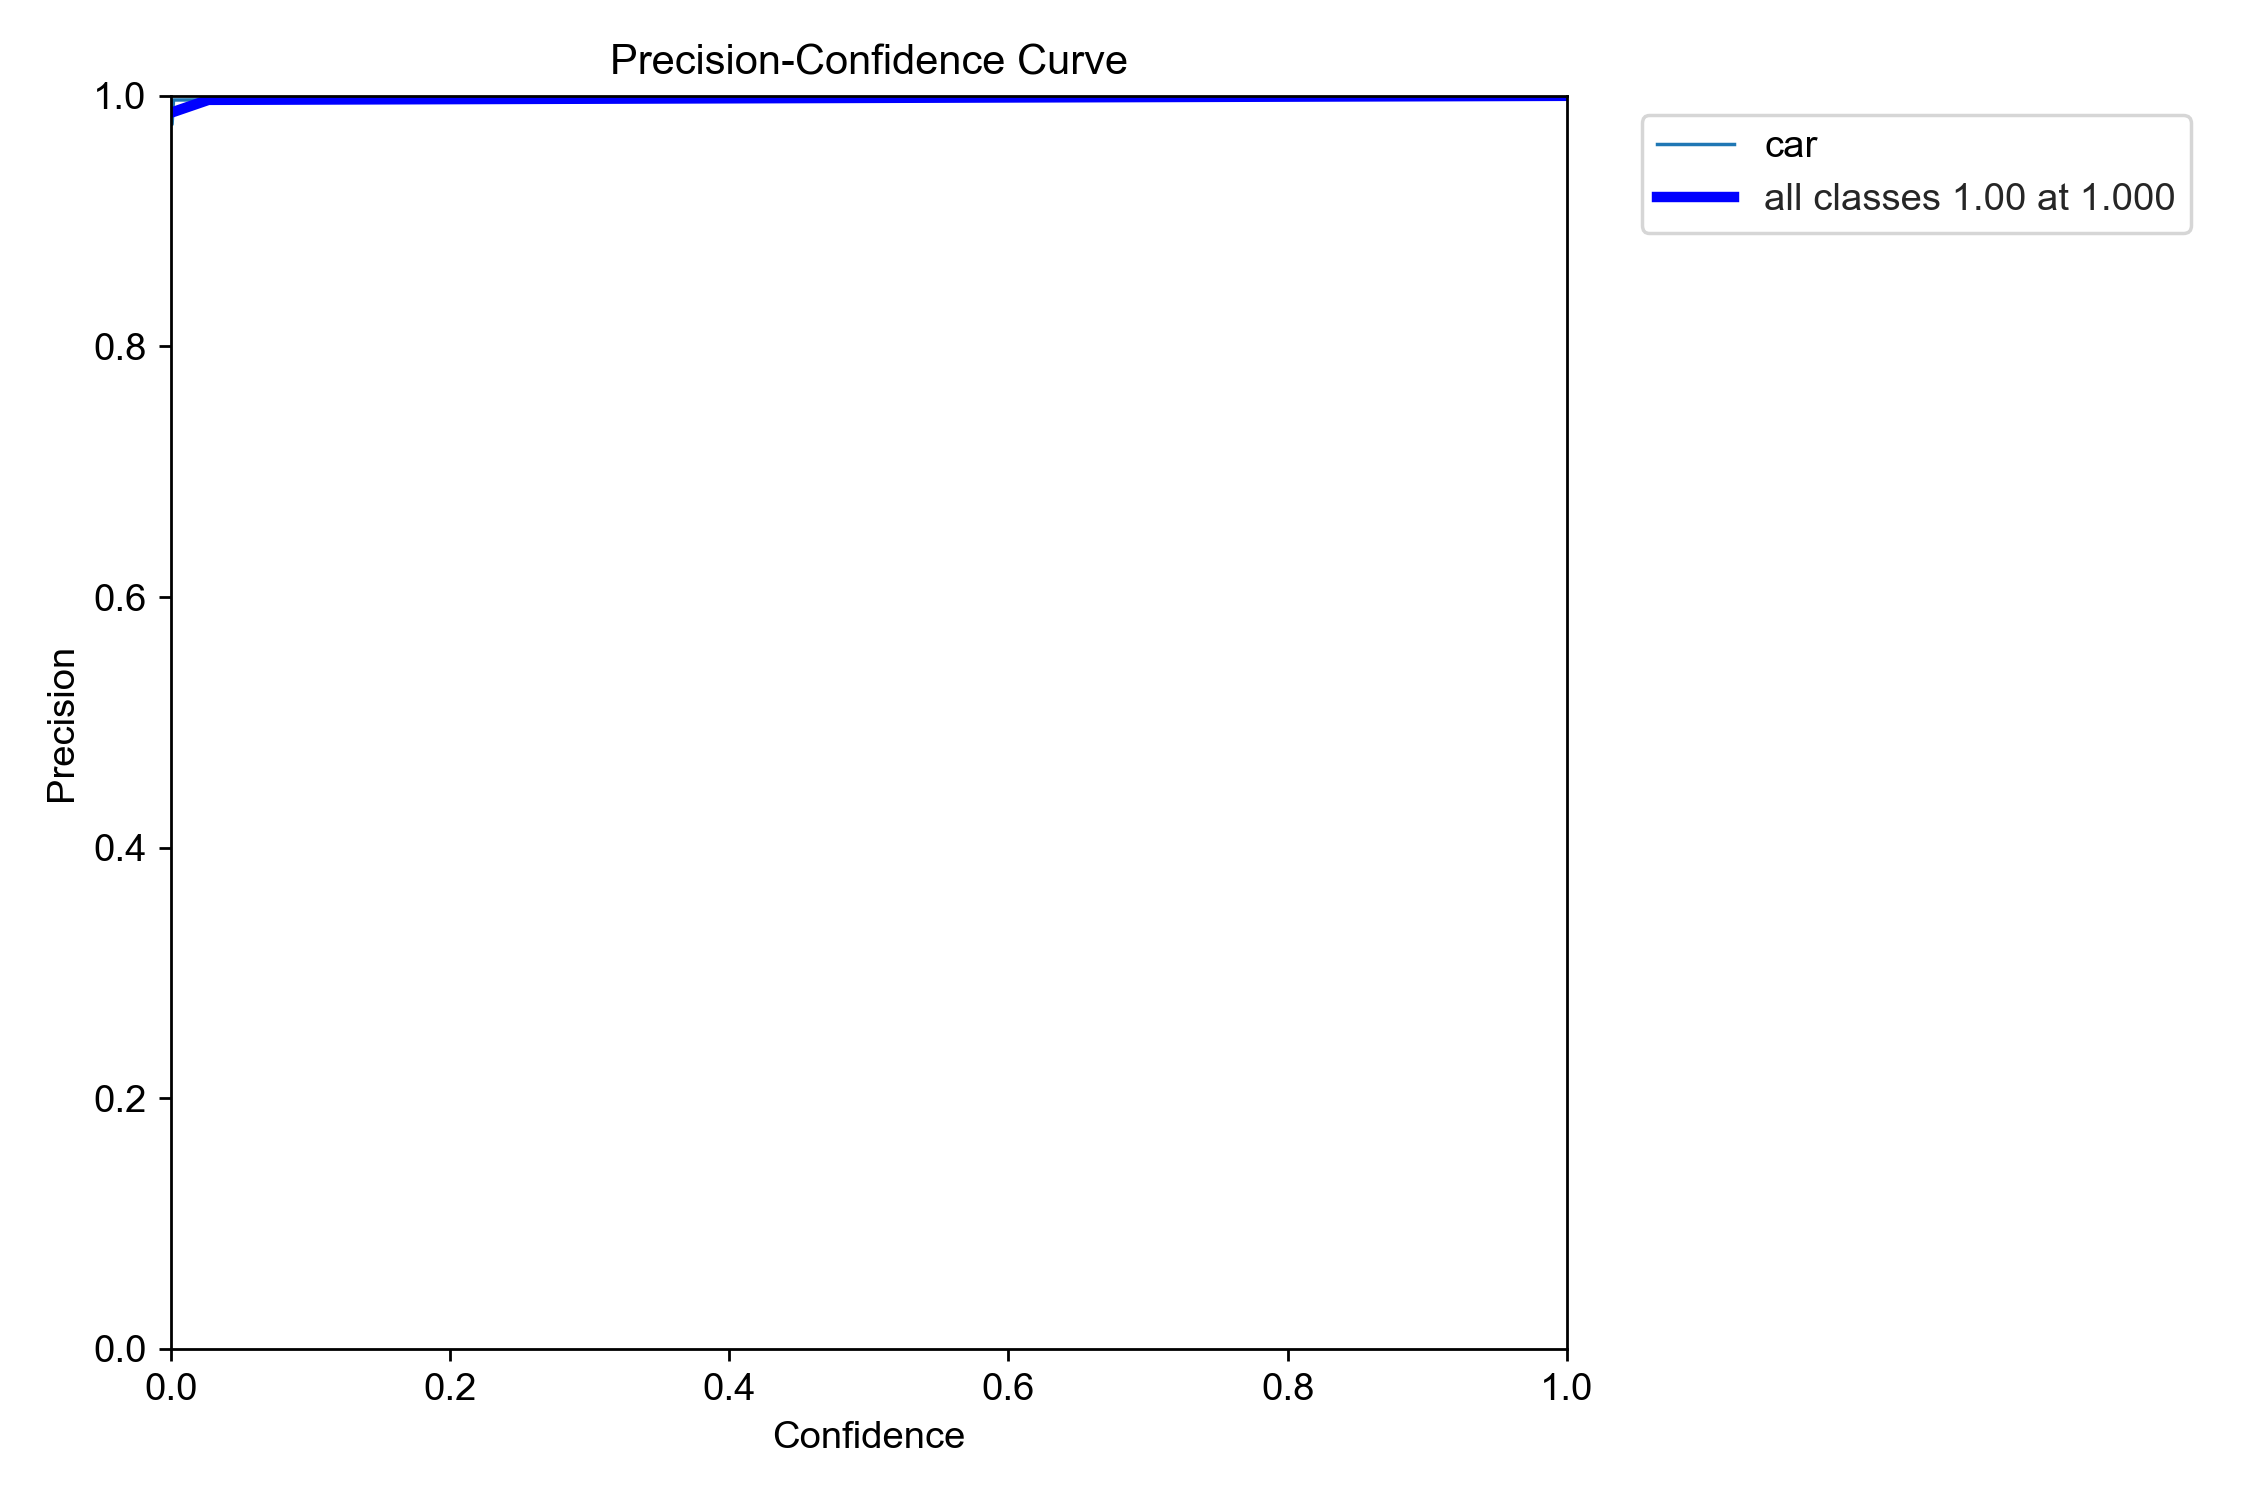 Precision-Confidence Curve
car
all classes 1.00 at 1.000
Precision
1.0
0.8
0.6
0.4
0.2
0.0
0.0 0.2 0.4 0.6 0.8 1.0
Confidence